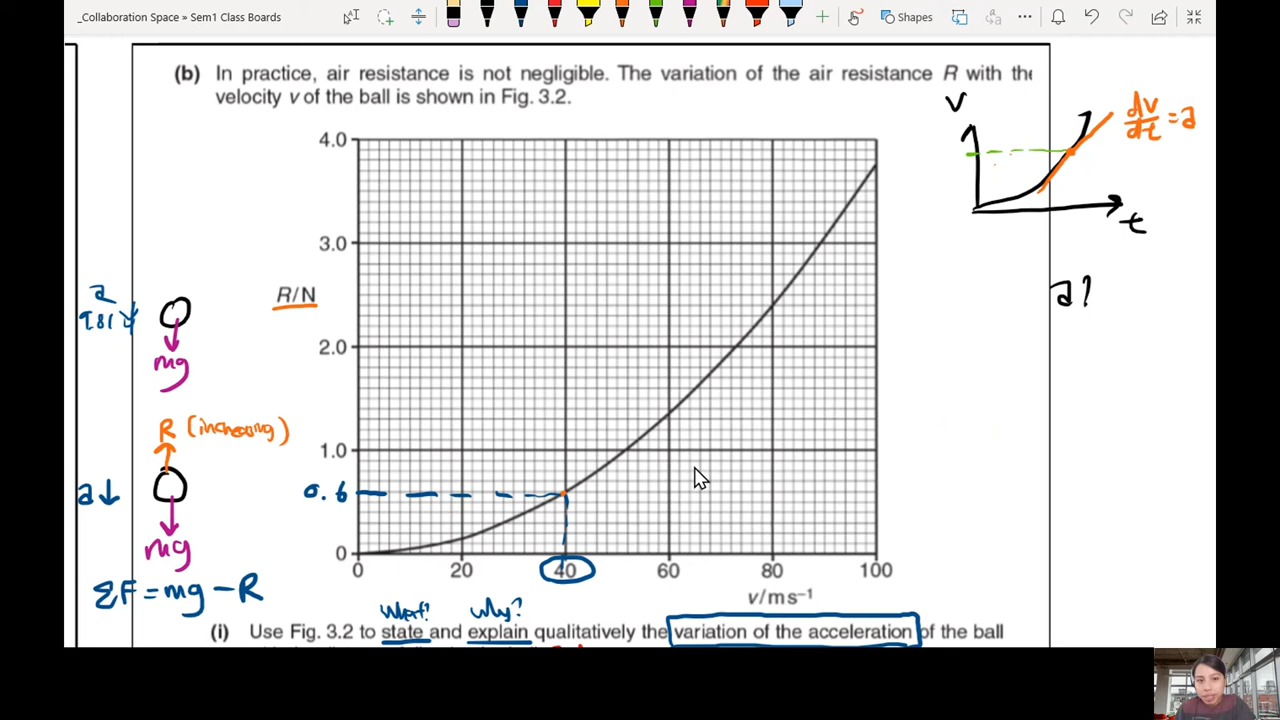 _Collaboration Space » Sem1 Class Boards
Shapes
(b) In practice, air resistance is not negligible. The variation of the air resistance R with the
velocity v of the ball is shown in Fig. 3.2.
v
dv
dt = a
t
a?
4.0
3.0
R/N
2.0
1.0
0.6
0
0 20 40 60 80 100
v/ms⁻¹
a
9.81
mg
R (increasing)
a↓
mg
ΣF = mg − R
what? why?
(i) Use Fig. 3.2 to state and explain qualitatively the variation of the acceleration of the ball